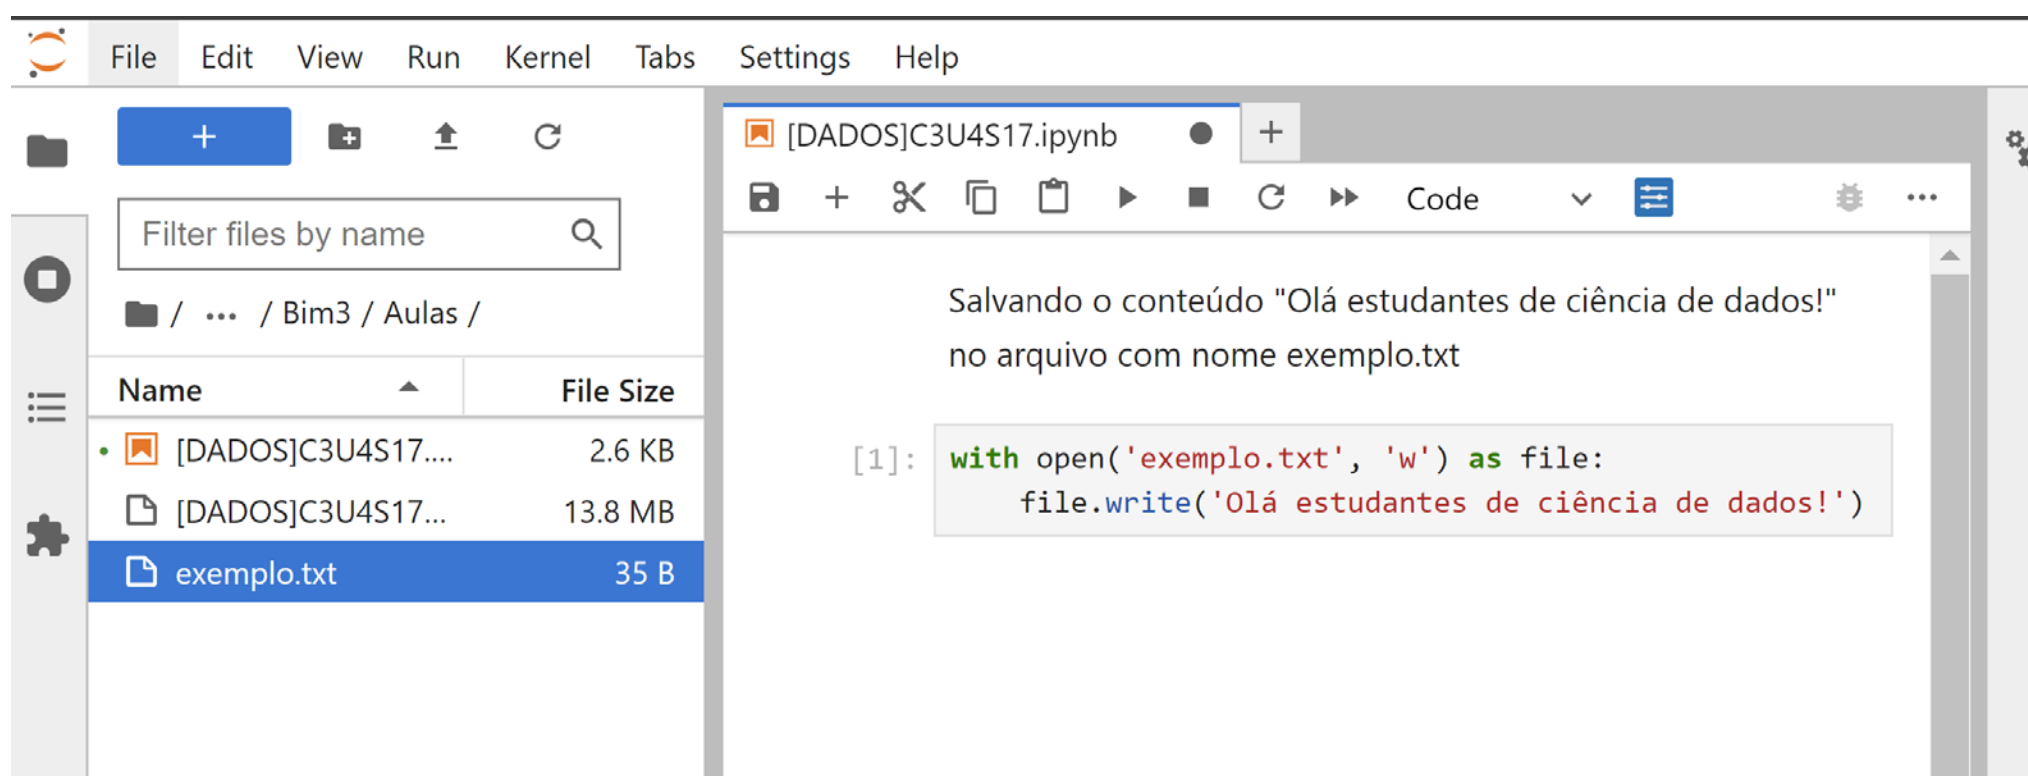 File Edit View Run Kernel Tabs Settings Help
+
Filter files by name
/ ... / Bim3 / Aulas /
Name File Size
[DADOS]C3U4S17.... 2.6 KB
[DADOS]C3U4S17... 13.8 MB
exemplo.txt 35 B
[DADOS]C3U4S17.ipynb
Code
Salvando o conteúdo "Olá estudantes de ciência de dados!"
no arquivo com nome exemplo.txt
[1]: with open('exemplo.txt', 'w') as file:
file.write('Olá estudantes de ciência de dados!')